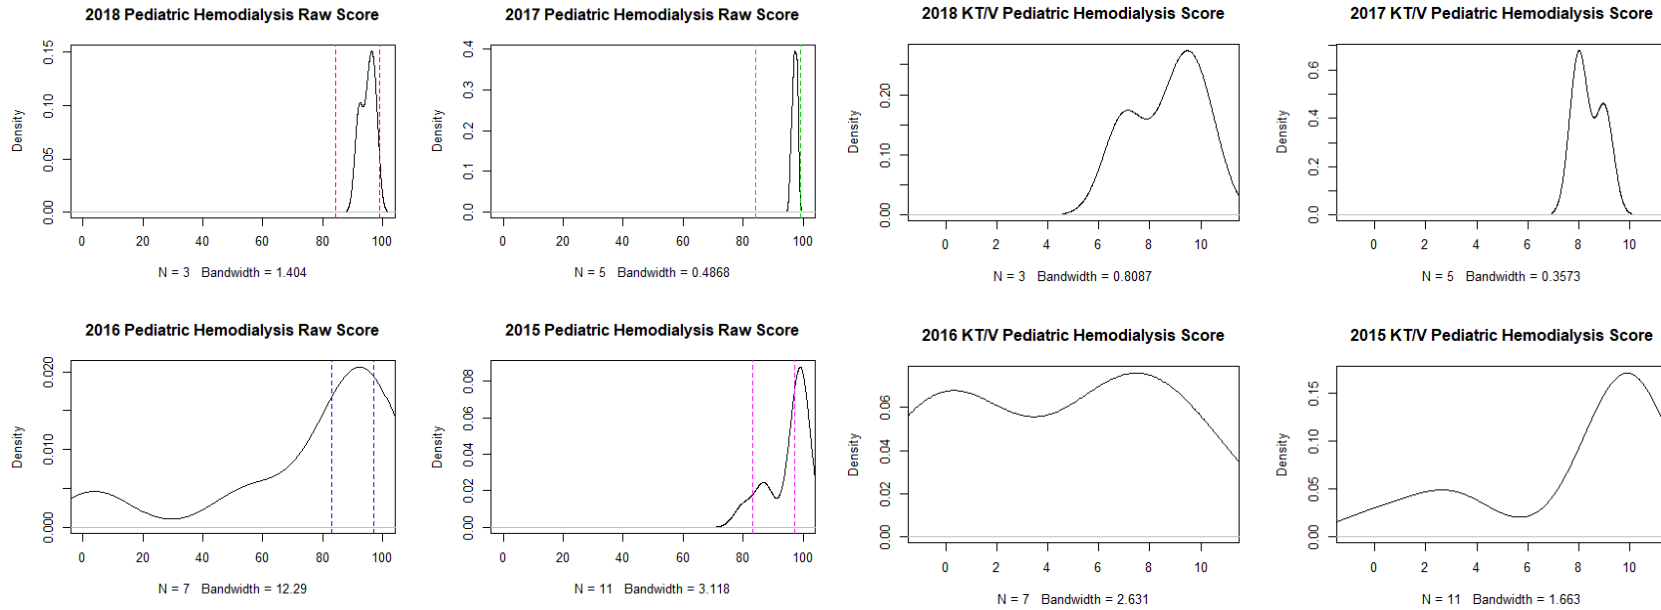 2018 Pediatric Hemodialysis Raw Score
Density
0.00 0.05 0.10 0.15
0 20 40 60 80 100
N = 3 Bandwidth = 1.404
2017 Pediatric Hemodialysis Raw Score
Density
0.0 0.1 0.2 0.3 0.4
0 20 40 60 80 100
N = 5 Bandwidth = 0.4868
2018 KT/V Pediatric Hemodialysis Score
Density
0.00 0.10 0.20
0 2 4 6 8 10
N = 3 Bandwidth = 0.8087
2017 KT/V Pediatric Hemodialysis Score
Density
0.0 0.2 0.4 0.6
0 2 4 6 8 10
N = 5 Bandwidth = 0.3573
2016 Pediatric Hemodialysis Raw Score
Density
0.000 0.010 0.020
0 20 40 60 80 100
N = 7 Bandwidth = 12.29
2015 Pediatric Hemodialysis Raw Score
Density
0.00 0.02 0.04 0.06 0.08
0 20 40 60 80 100
N = 11 Bandwidth = 3.118
2016 KT/V Pediatric Hemodialysis Score
Density
0.00 0.02 0.04 0.06
0 2 4 6 8 10
N = 7 Bandwidth = 2.631
2015 KT/V Pediatric Hemodialysis Score
Density
0.00 0.05 0.10 0.15
0 2 4 6 8 10
N = 11 Bandwidth = 1.663